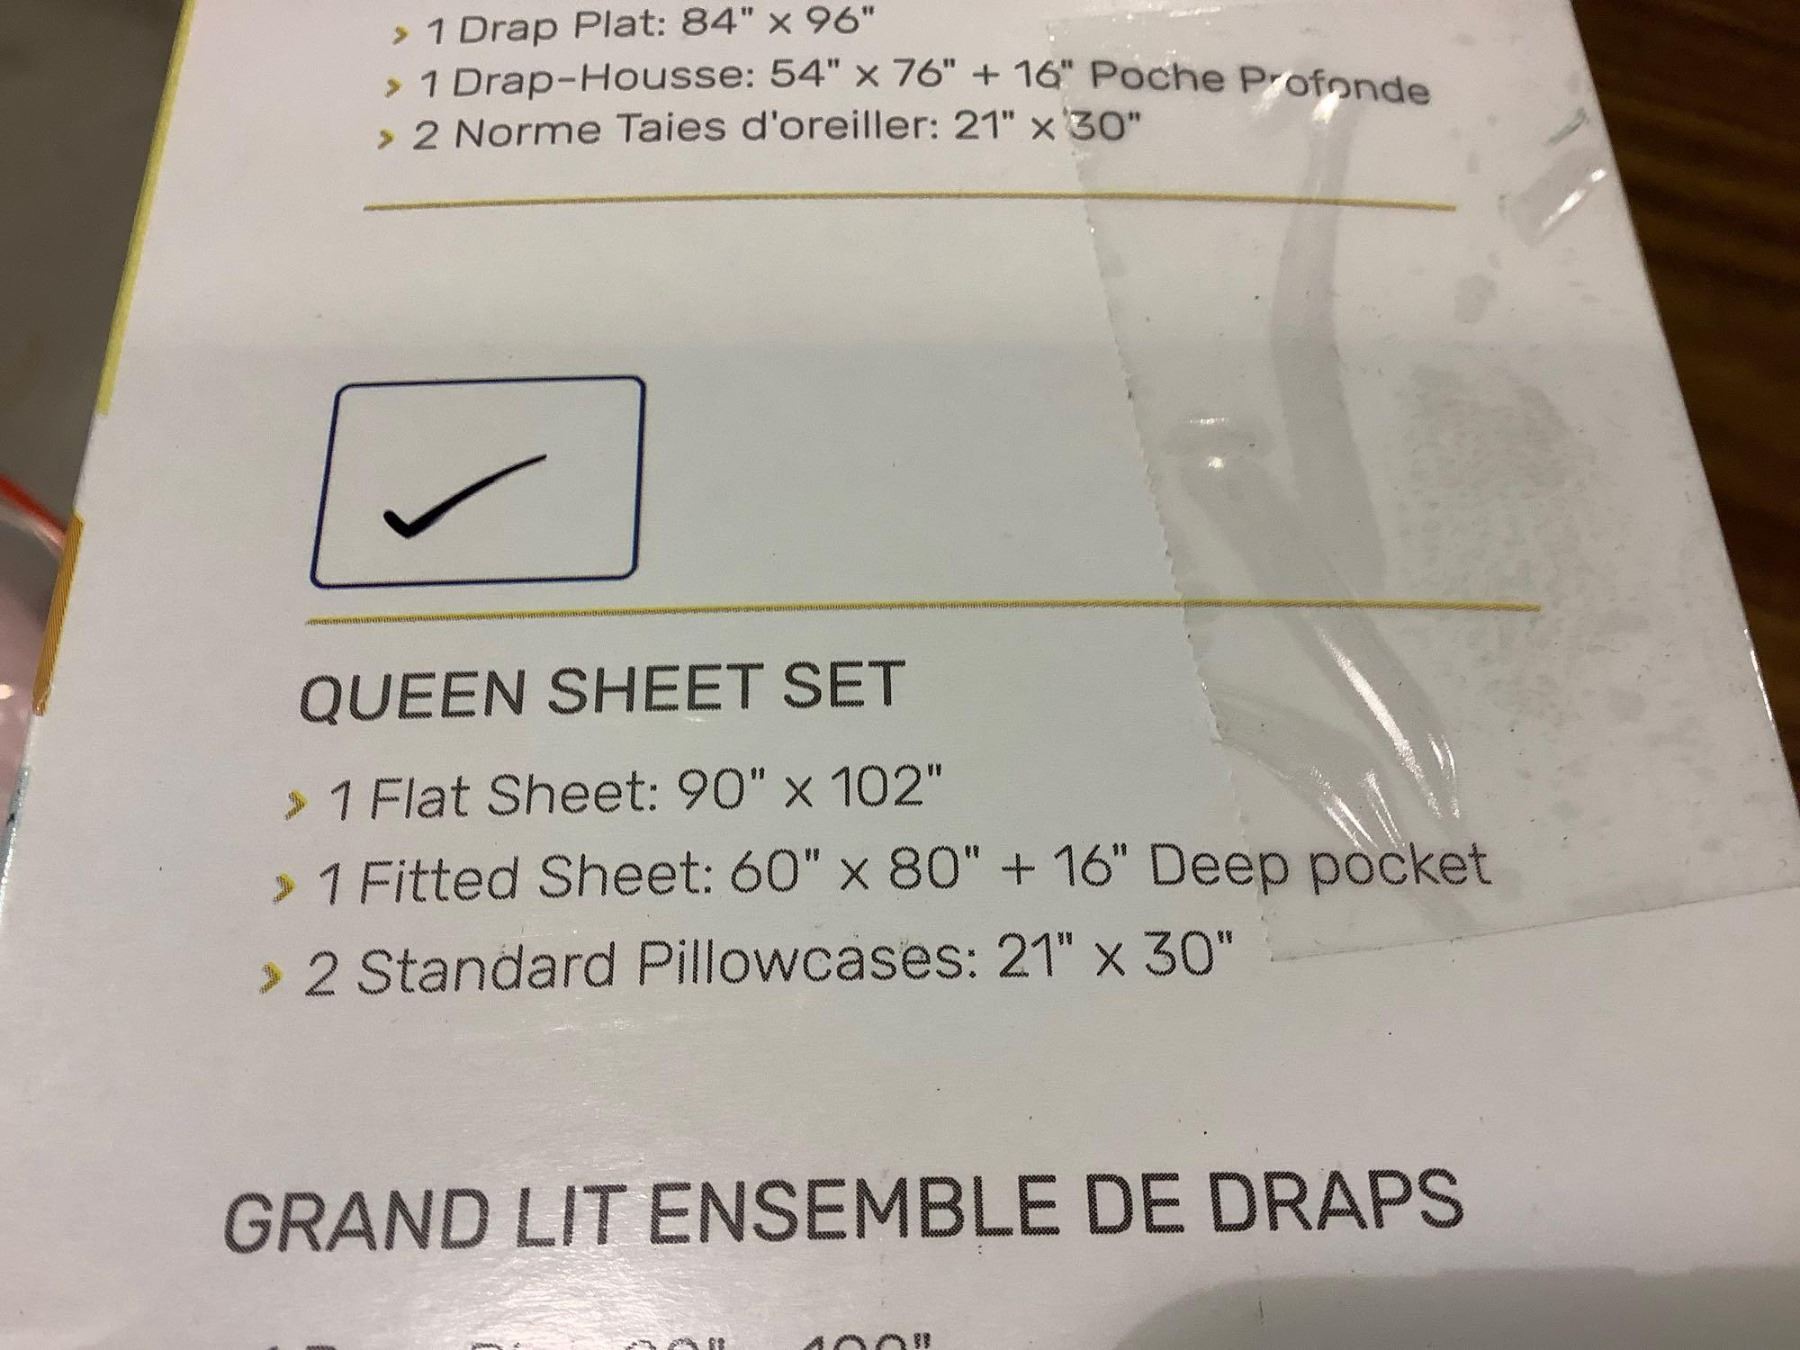 › 1 Drap Plat: 84" x 96"
› 1 Drap-Housse: 54" x 76" + 16" Poche Profonde
› 2 Norme Taies d'oreiller: 21" x 30"
QUEEN SHEET SET
› 1 Flat Sheet: 90" x 102"
› 1 Fitted Sheet: 60" x 80" + 16" Deep pocket
› 2 Standard Pillowcases: 21" x 30"
GRAND LIT ENSEMBLE DE DRAPS